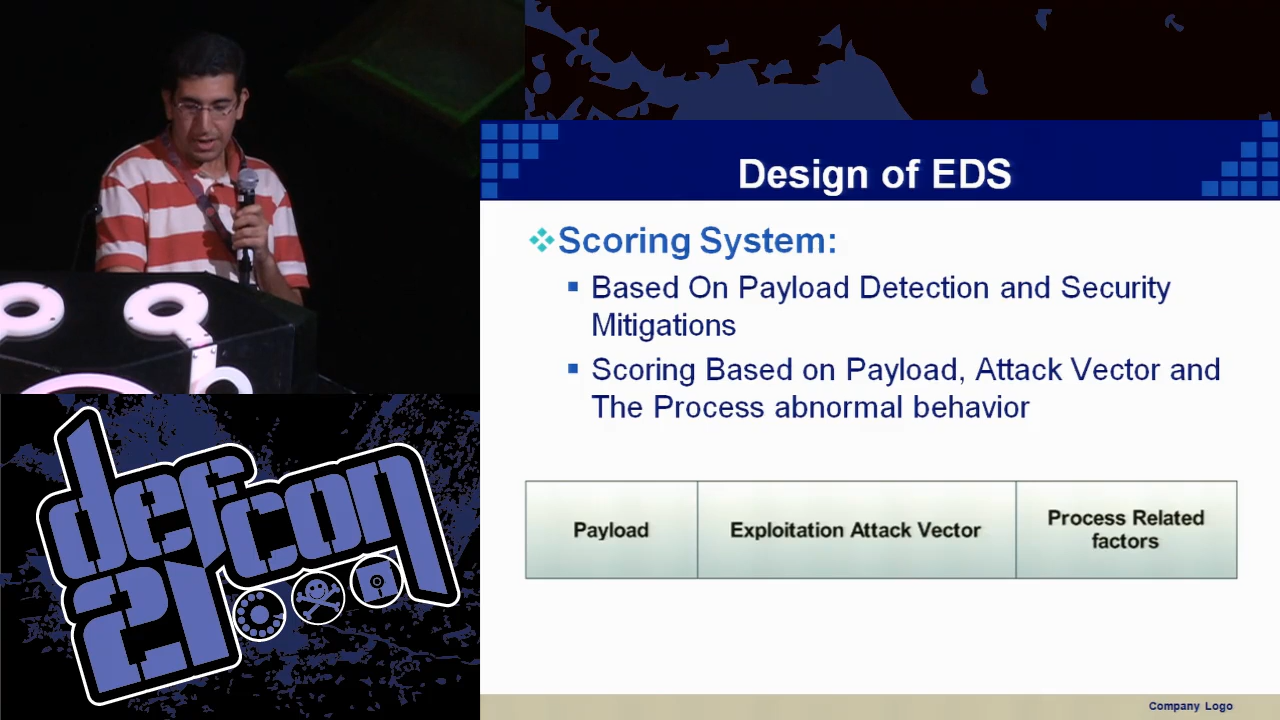 Design of EDS
Scoring System:
Based On Payload Detection and Security
Mitigations
Scoring Based on Payload, Attack Vector and
The Process abnormal behavior
Payload
Exploitation Attack Vector
Process Related
factors
Company Logo
defcon
21